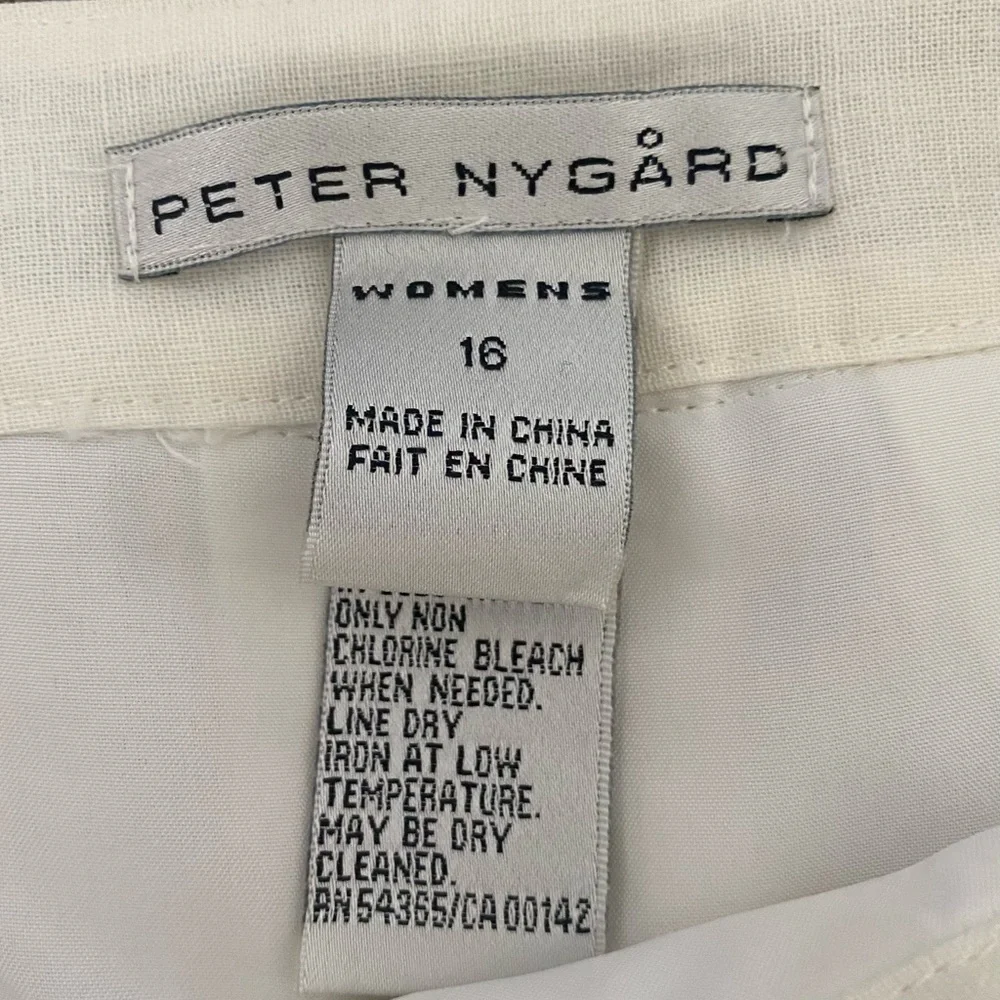 PETER NYGÅRD
WOMENS
16
MADE IN CHINA
FAIT EN CHINE
ONLY NON
CHLORINE BLEACH
WHEN NEEDED.
LINE DRY
IRON AT LOW
TEMPERATURE.
MAY BE DRY
CLEANED.
RN 54365/CA 00142